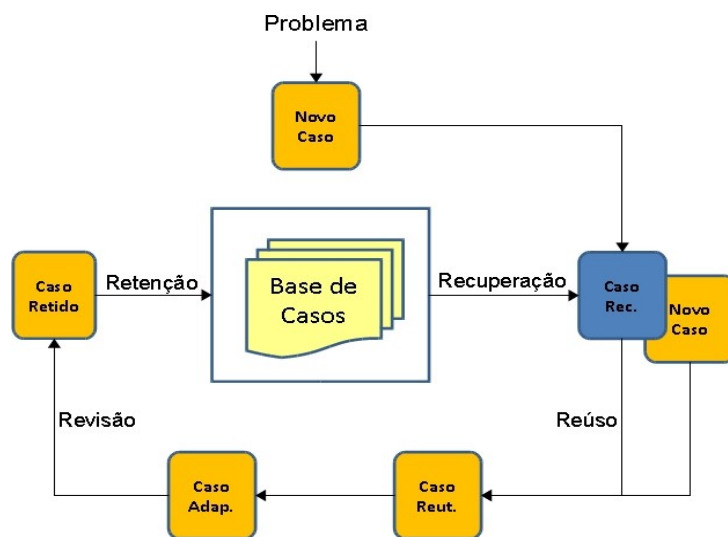 Problema
Novo
Caso
Caso
Retido
Retenção
Base de
Casos
Recuperação
Caso
Rec.
Novo
Caso
Revisão
Reúso
Caso
Adap.
Caso
Reut.